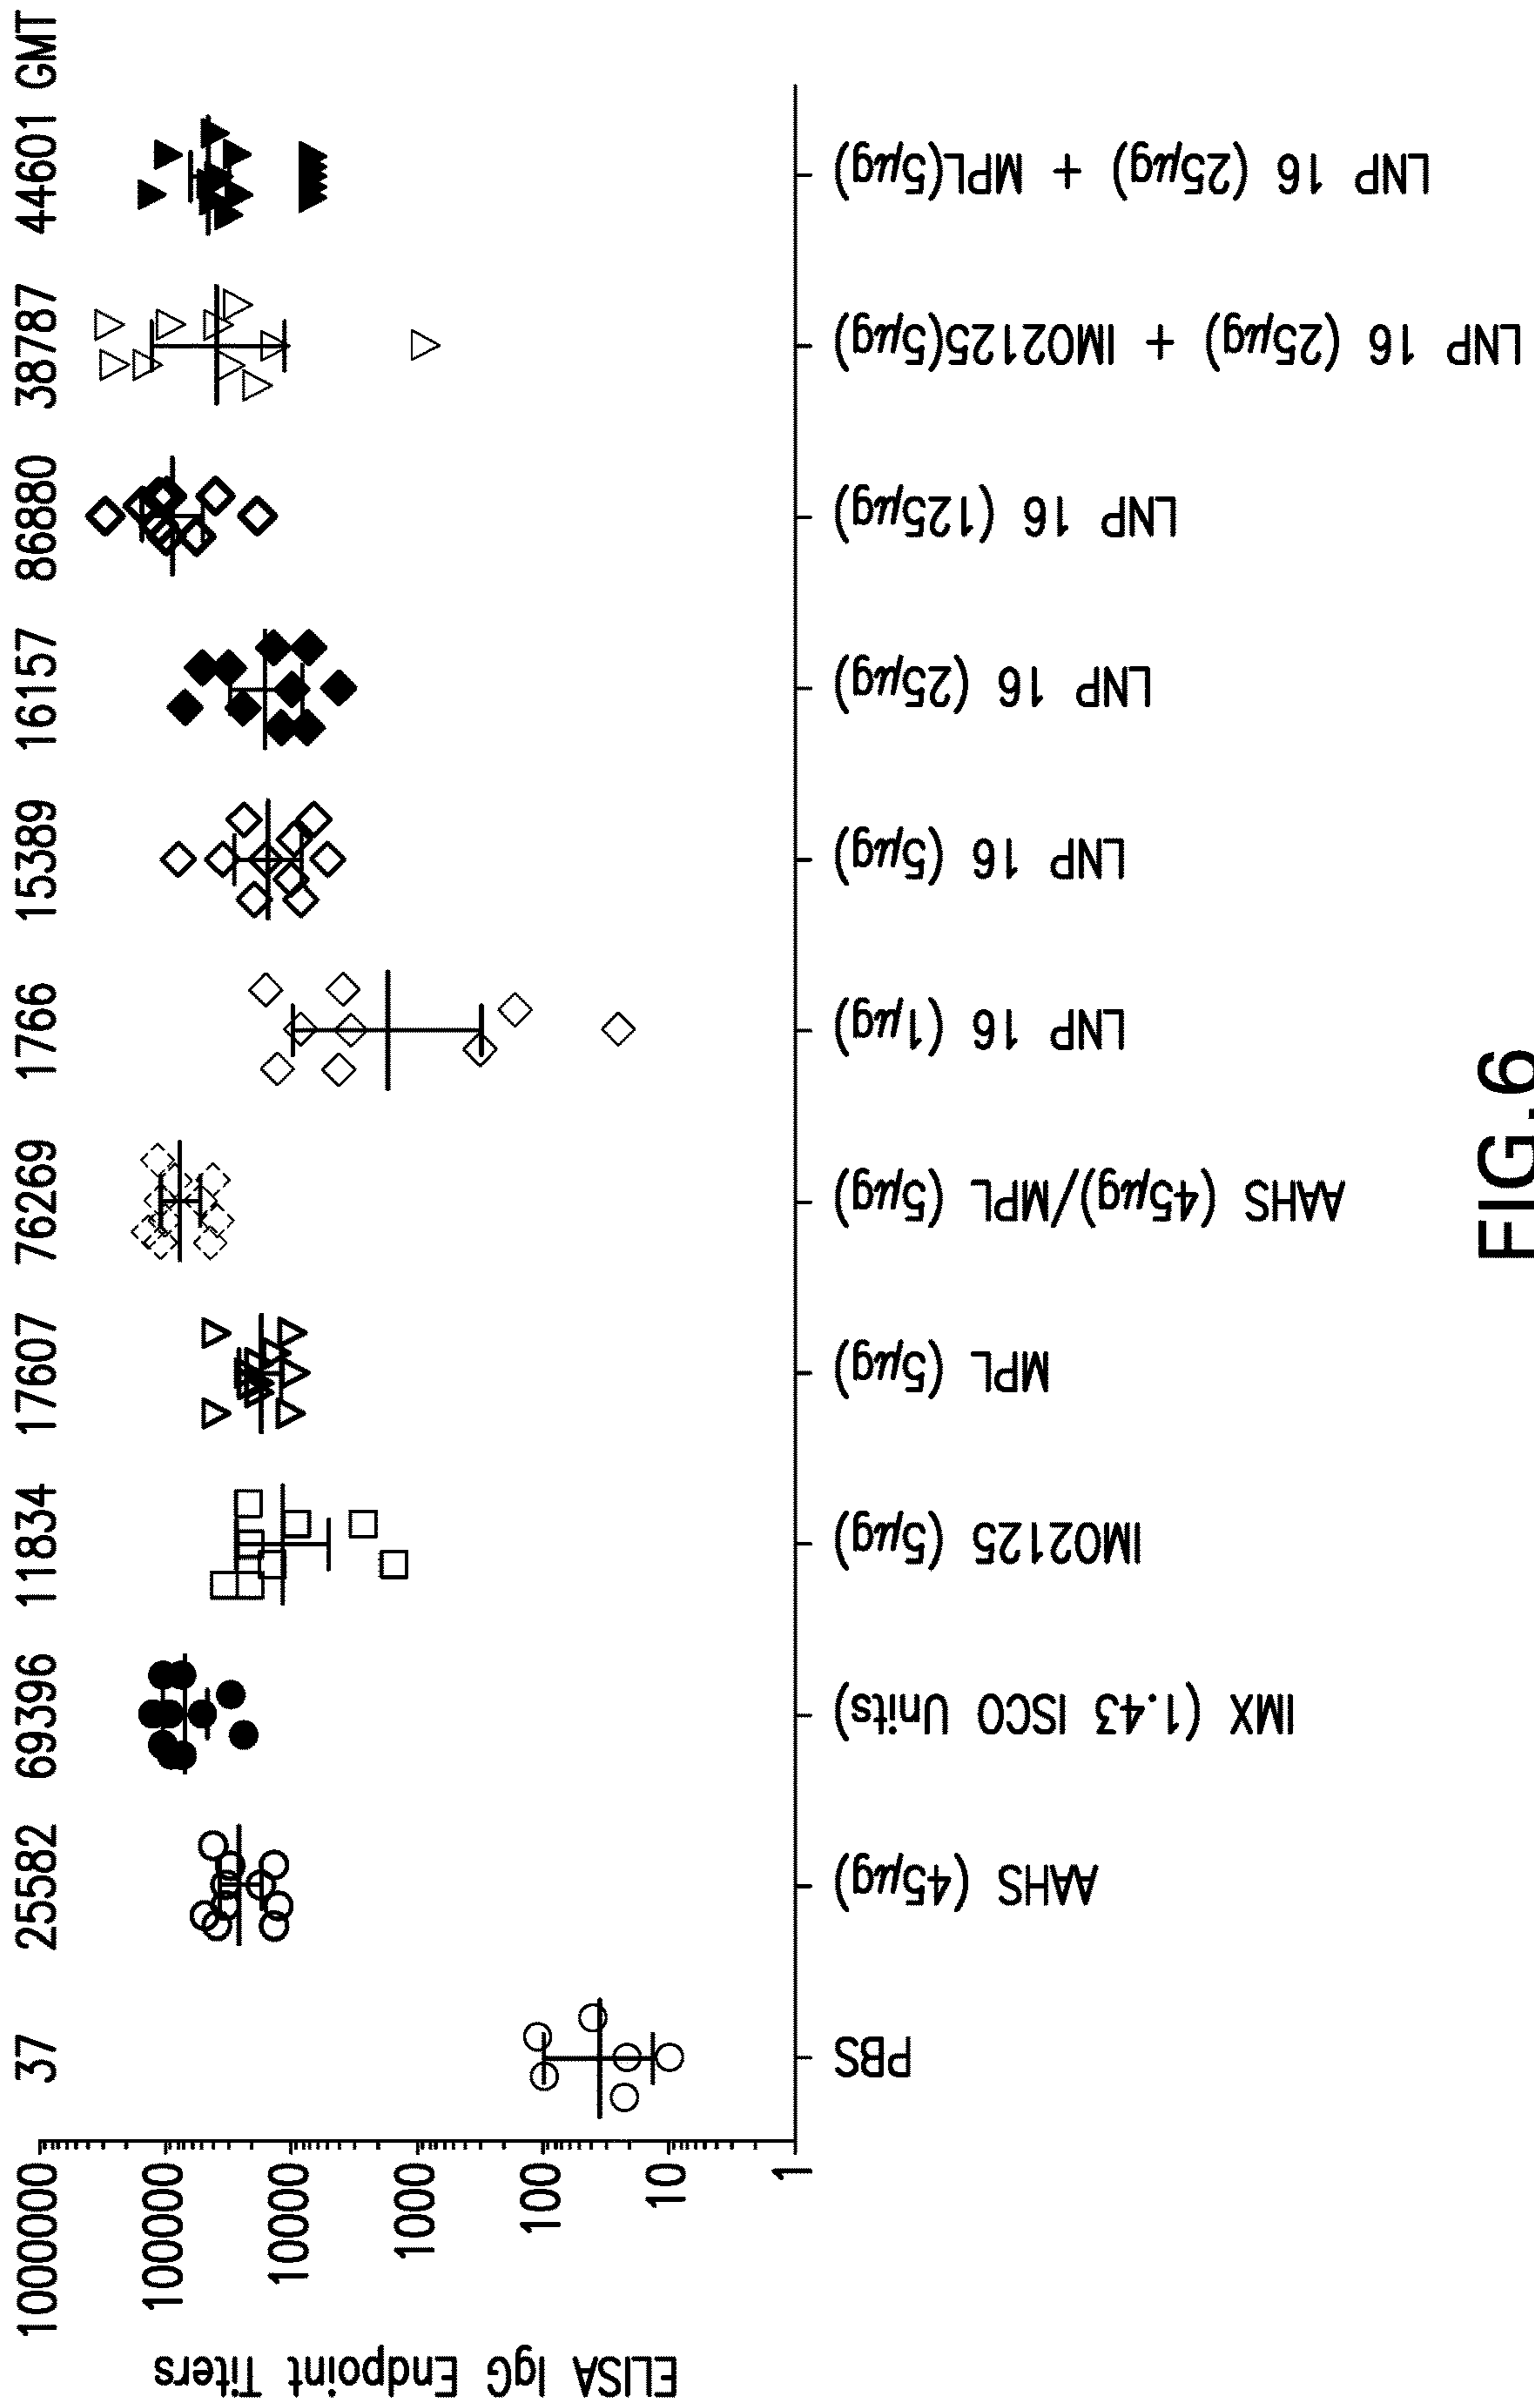 37 25582 69396 11834 17607 76269 1766 15389 16157 86880 38787 44601 GMT
ELISA IgG Endpoint Titers
1000000
100000
10000
1000
100
10
1
PBS
AAHS (45µg)
IMX (1.43 ISCO Units)
IMO2125 (5µg)
MPL (5µg)
AAHS (45µg)/MPL (5µg)
LNP 16 (1µg)
LNP 16 (5µg)
LNP 16 (25µg)
LNP 16 (125µg)
LNP 16 (25µg) + IMO2125(5µg)
LNP 16 (25µg) + MPL(5µg)
FIG.6